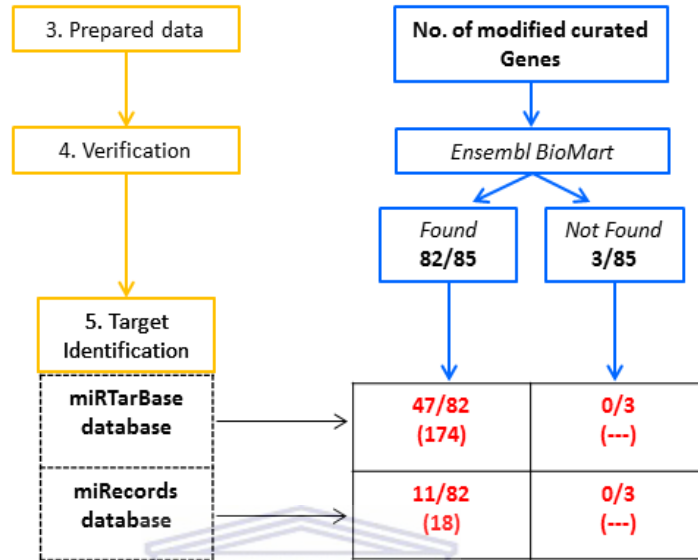 3. Prepared data
No. of modified curated
Genes
4. Verification
Ensembl BioMart
Found
82/85
Not Found
3/85
5. Target
Identification
miRTarBase
database
47/82
(174)
0/3
(---)
miRecords
database
11/82
(18)
0/3
(---)